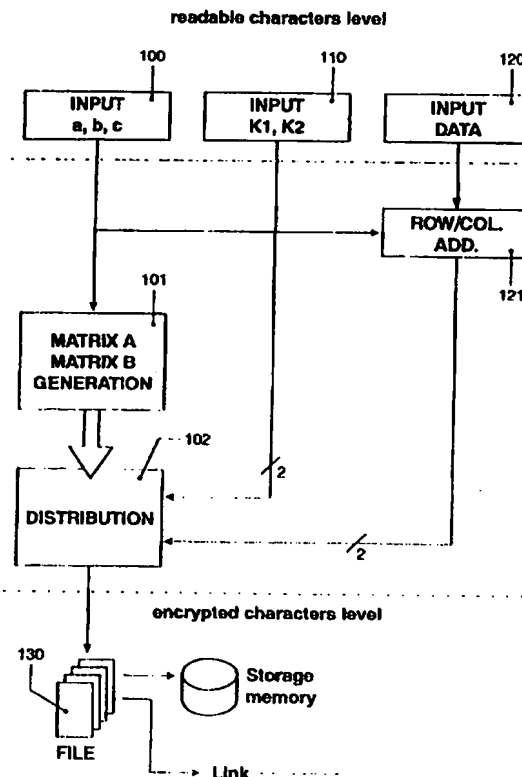 readable characters level
100
110
120
INPUT
a, b, c
INPUT
K1, K2
INPUT
DATA
ROW/COL.
ADD.
121
101
MATRIX A
MATRIX B
GENERATION
102
2
DISTRIBUTION
2
encrypted characters level
130
Storage
memory
FILE
Link